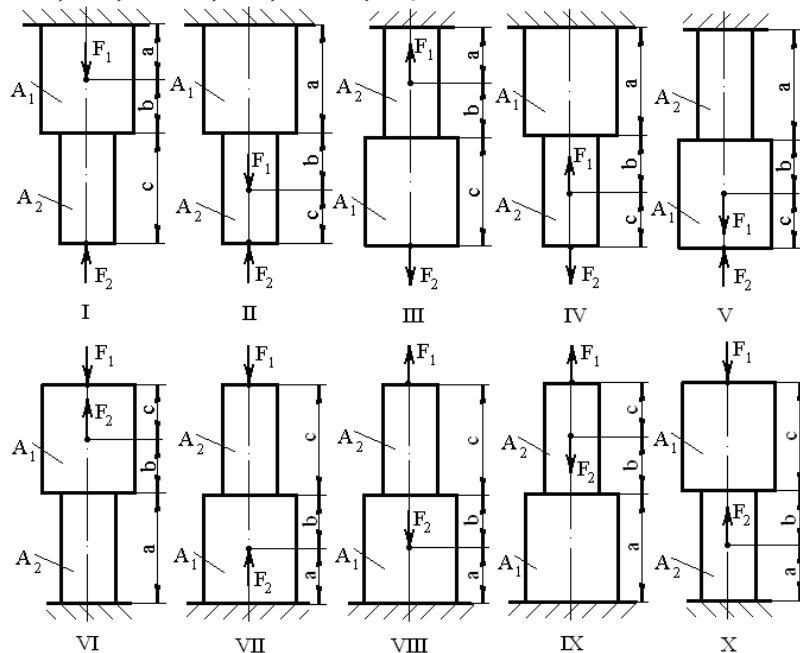 F1 a F1 a F1 a F1 a a
A1 b A1 A2 b A1 A2
F1 b F1 b b
A2 c A2 c A1 c A2 c A1 F1 c
F2 F2 F2 F2 F2
I II III IV V
F1 F1 F1 F1 F1
F2 c c c c c
A1 b A2 A2 A2 F2 b A1
b b F2 b
A2 a A1 F2 a A1 F2 a A1 a A2 a
VI VII VIII IX X